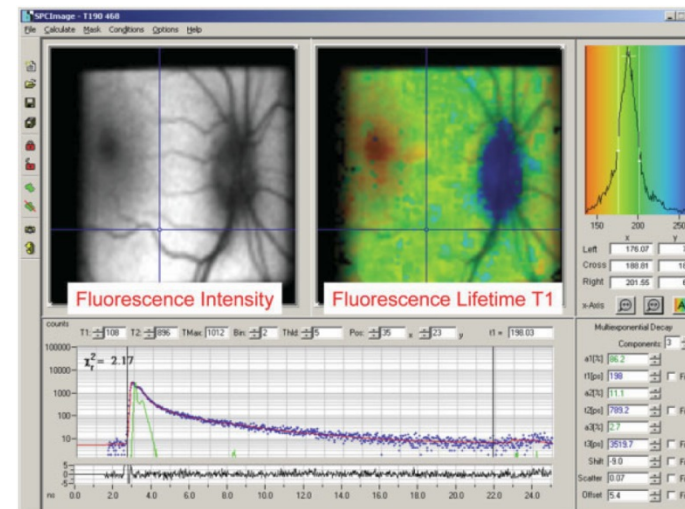 SPCImage - T190 468
File Calculate Mask Conditions Options Help
Fluorescence Intensity
Fluorescence Lifetime T1
150 200 250
x y
Left 176.07
Cross 188.81
Right 201.55
x-Axis
counts
T1: 108 T2: 896 TMax: 1012 Bin: 2 Thld: 5 Pos: 35 x 23 y t1 = 198.03
χr2= 2.17
100000
10000
1000
100
10
5
-5
ns 0.0 2.0 4.0 6.0 8.0 10.0 12.0 14.0 16.0 18.0 20.0 22.0 24.0
Multiexponential Decay
Components: 3
a1[%] 86.2
t1[ps] 198
a2[%] 11.1
t2[ps] 789.2
a3[%] 2.7
t3[ps] 3519.7
Shift -9.0
Scatter 0.07
Offset 5.4